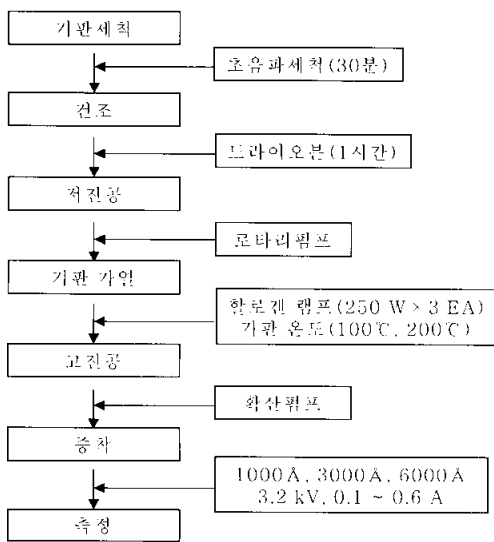 기판세척
초음파세척(30분)
건조
드라이오븐(1시간)
저진공
로타리펌프
기판 가열
할로겐 램프(250 W × 3 EA)
기판 온도(100℃, 200℃)
고진공
확산펌프
증착
1000Å, 3000Å, 6000Å
3.2 kV, 0.1 ~ 0.6 A
측정